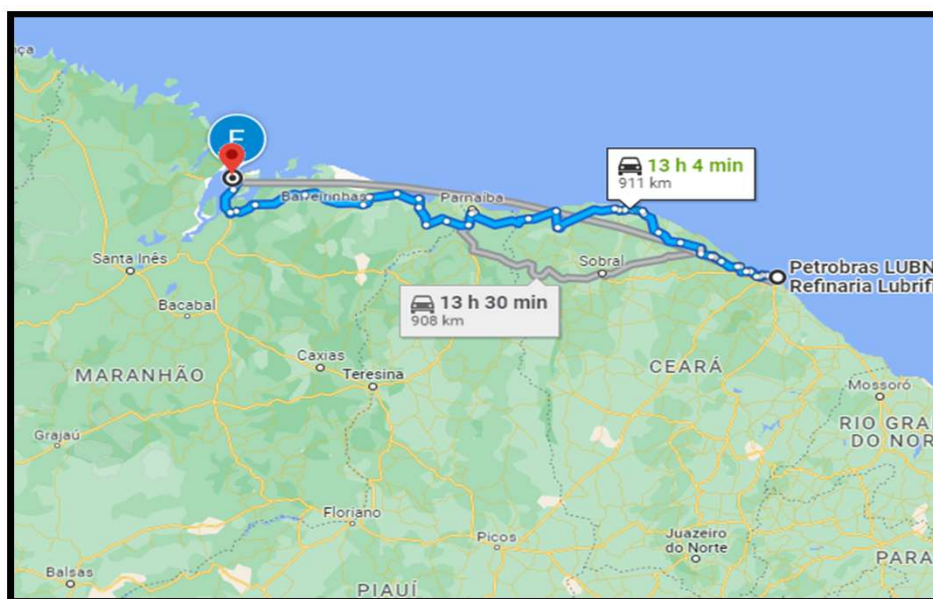 13 h 4 min
911 km
Barreirinhas
Parnaíba
Santa Inês
Sobral
Petrobras LUBN
Refinaria Lubrifi
Bacabal
13 h 30 min
908 km
Caxias
Teresina
MARANHÃO
CEARÁ
Mossoró
Grajaú
RIO GRA
DO NOR
Floriano
Picos
Juazeiro
do Norte
PARA
Balsas
PIAUÍ